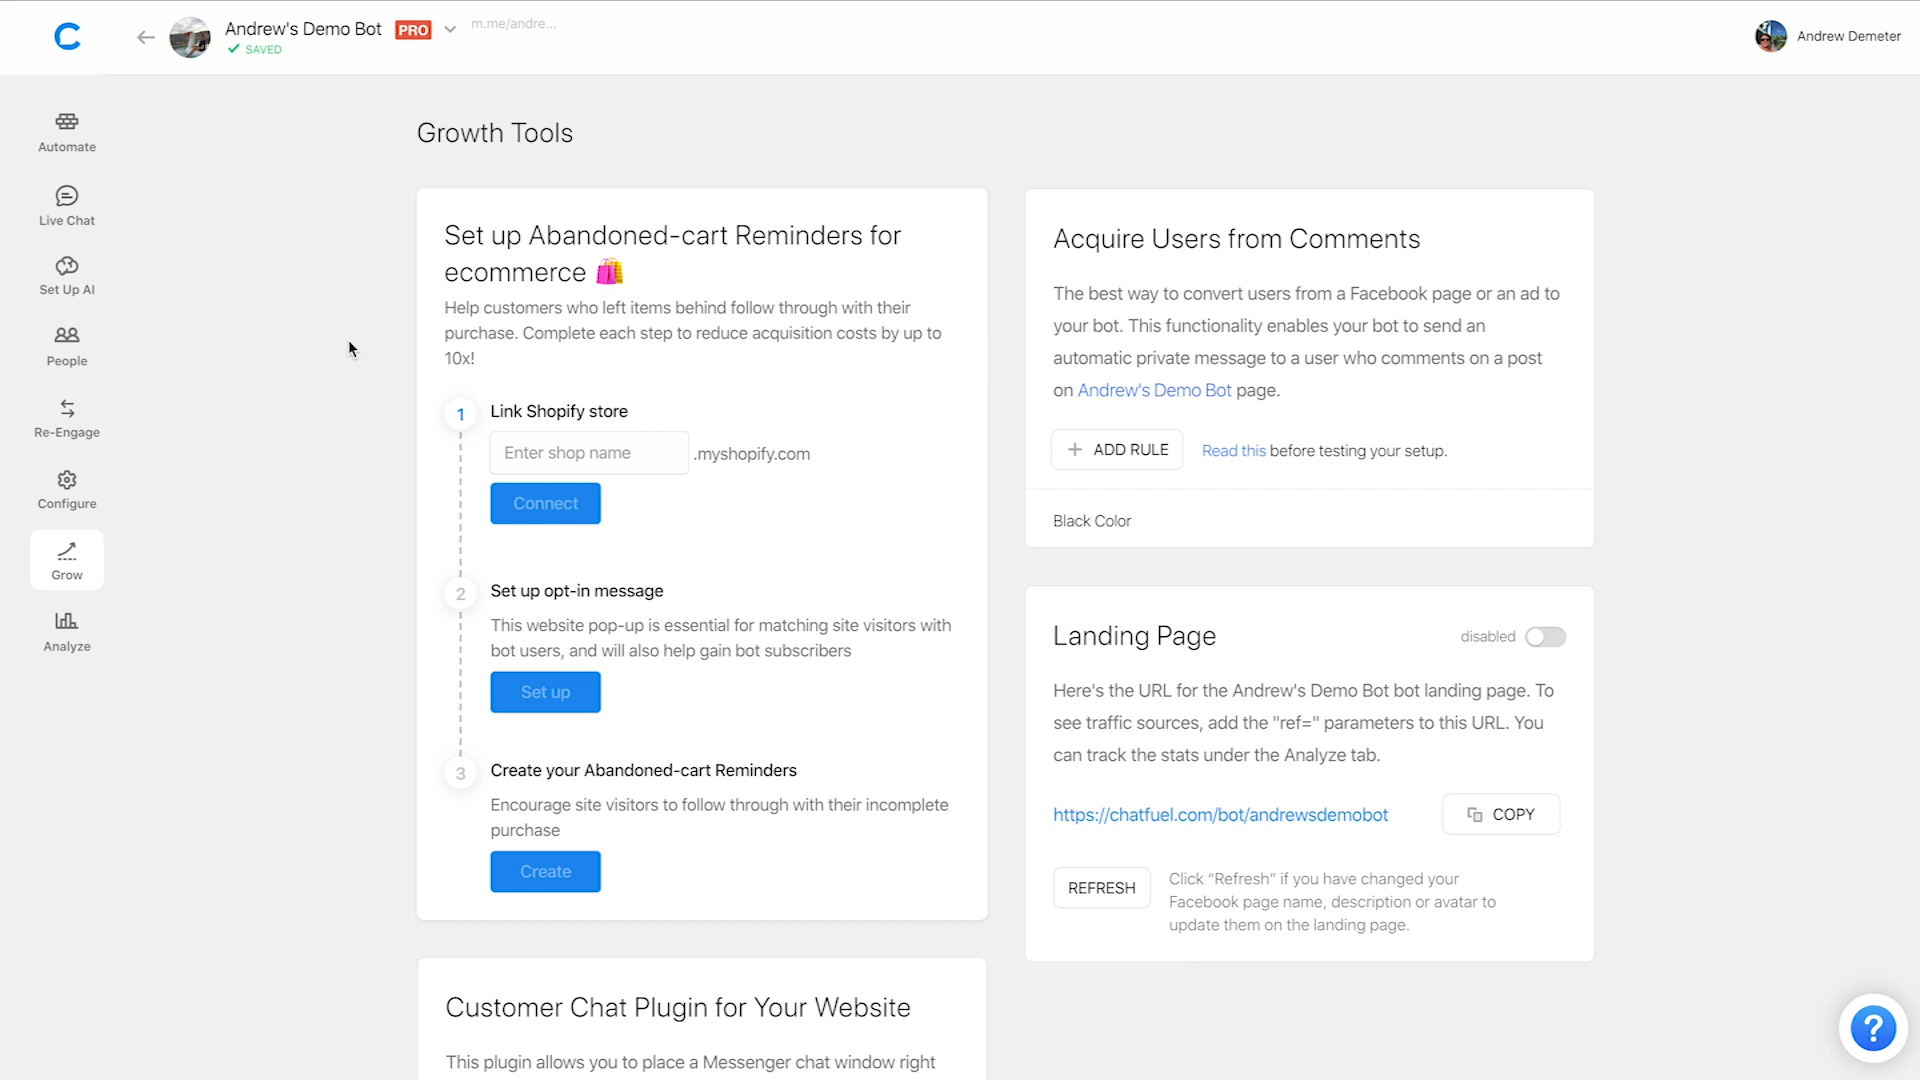 Andrew's Demo Bot PRO
m.me/andre...
SAVED
Andrew Demeter
Automate
Live Chat
Set Up AI
People
Re-Engage
Configure
Grow
Analyze
Growth Tools
Set up Abandoned-cart Reminders for
ecommerce
Help customers who left items behind follow through with their
purchase. Complete each step to reduce acquisition costs by up to
10x!
1 Link Shopify store
Enter shop name .myshopify.com
Connect
2 Set up opt-in message
This website pop-up is essential for matching site visitors with
bot users, and will also help gain bot subscribers
Set up
3 Create your Abandoned-cart Reminders
Encourage site visitors to follow through with their incomplete
purchase
Create
Customer Chat Plugin for Your Website
This plugin allows you to place a Messenger chat window right
Acquire Users from Comments
The best way to convert users from a Facebook page or an ad to
your bot. This functionality enables your bot to send an
automatic private message to a user who comments on a post
on Andrew's Demo Bot page.
+ ADD RULE Read this before testing your setup.
Black Color
Landing Page disabled
Here's the URL for the Andrew's Demo Bot bot landing page. To
see traffic sources, add the "ref=" parameters to this URL. You
can track the stats under the Analyze tab.
https://chatfuel.com/bot/andrewsdemobot COPY
REFRESH
Click “Refresh” if you have changed your
Facebook page name, description or avatar to
update them on the landing page.
?